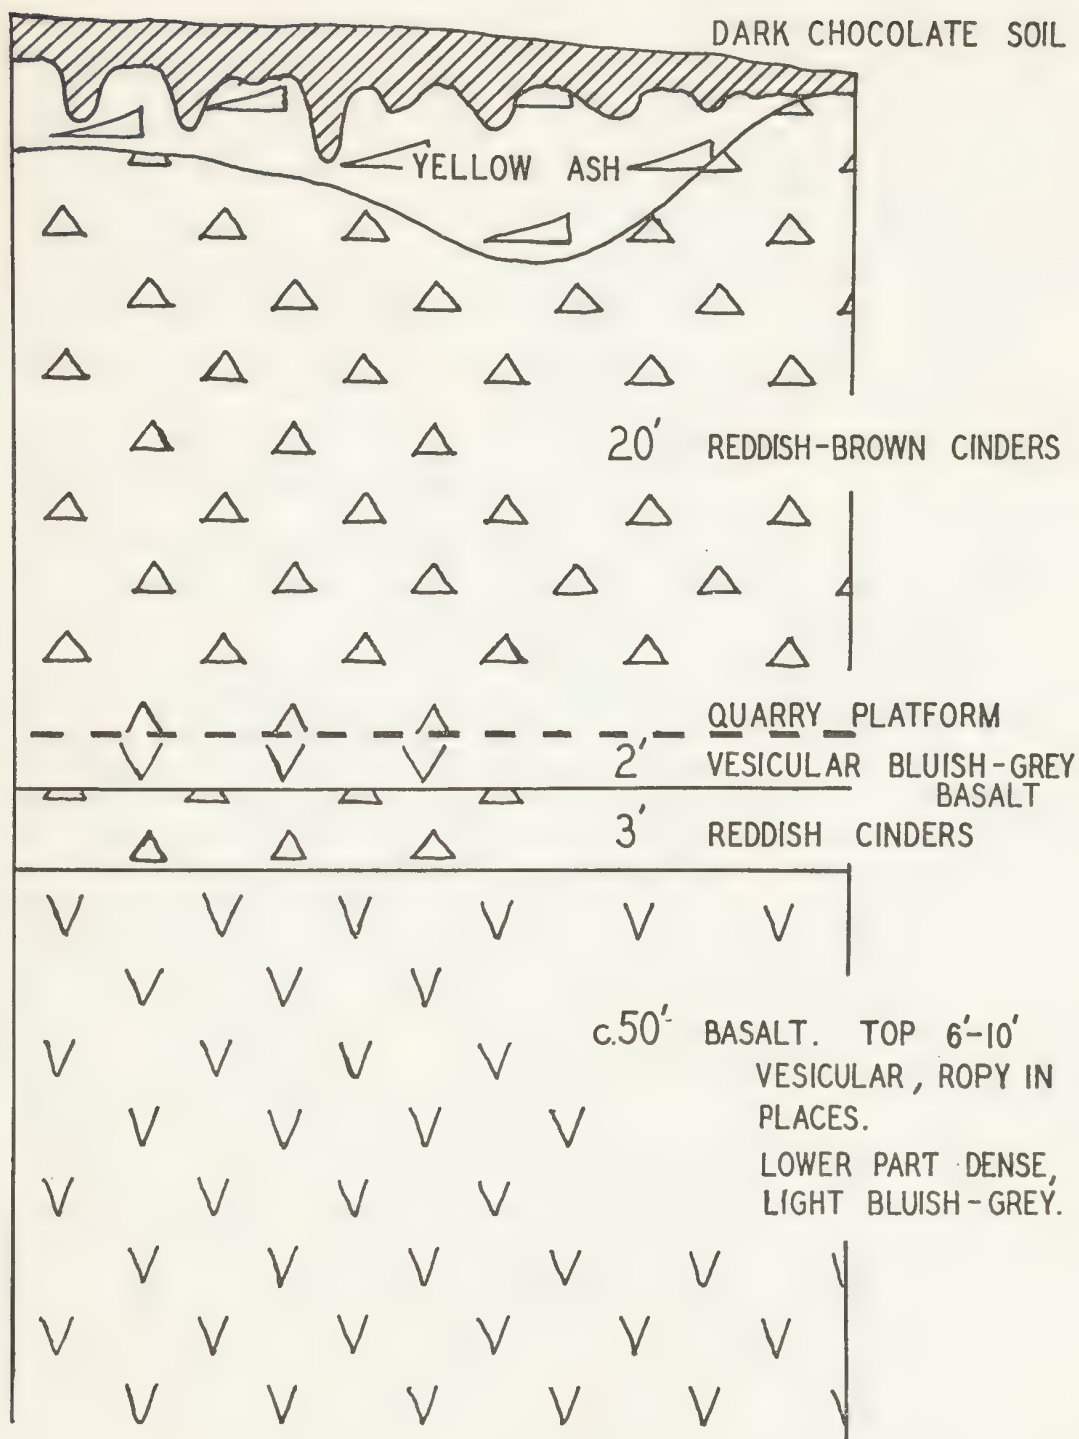 DARK CHOCOLATE SOIL
YELLOW ASH
20' REDDISH-BROWN CINDERS
QUARRY PLATFORM
2' VESICULAR BLUISH-GREY
BASALT
3' REDDISH CINDERS
c.50' BASALT. TOP 6'-10'
VESICULAR, ROPY IN
PLACES.
LOWER PART DENSE,
LIGHT BLUISH-GREY.